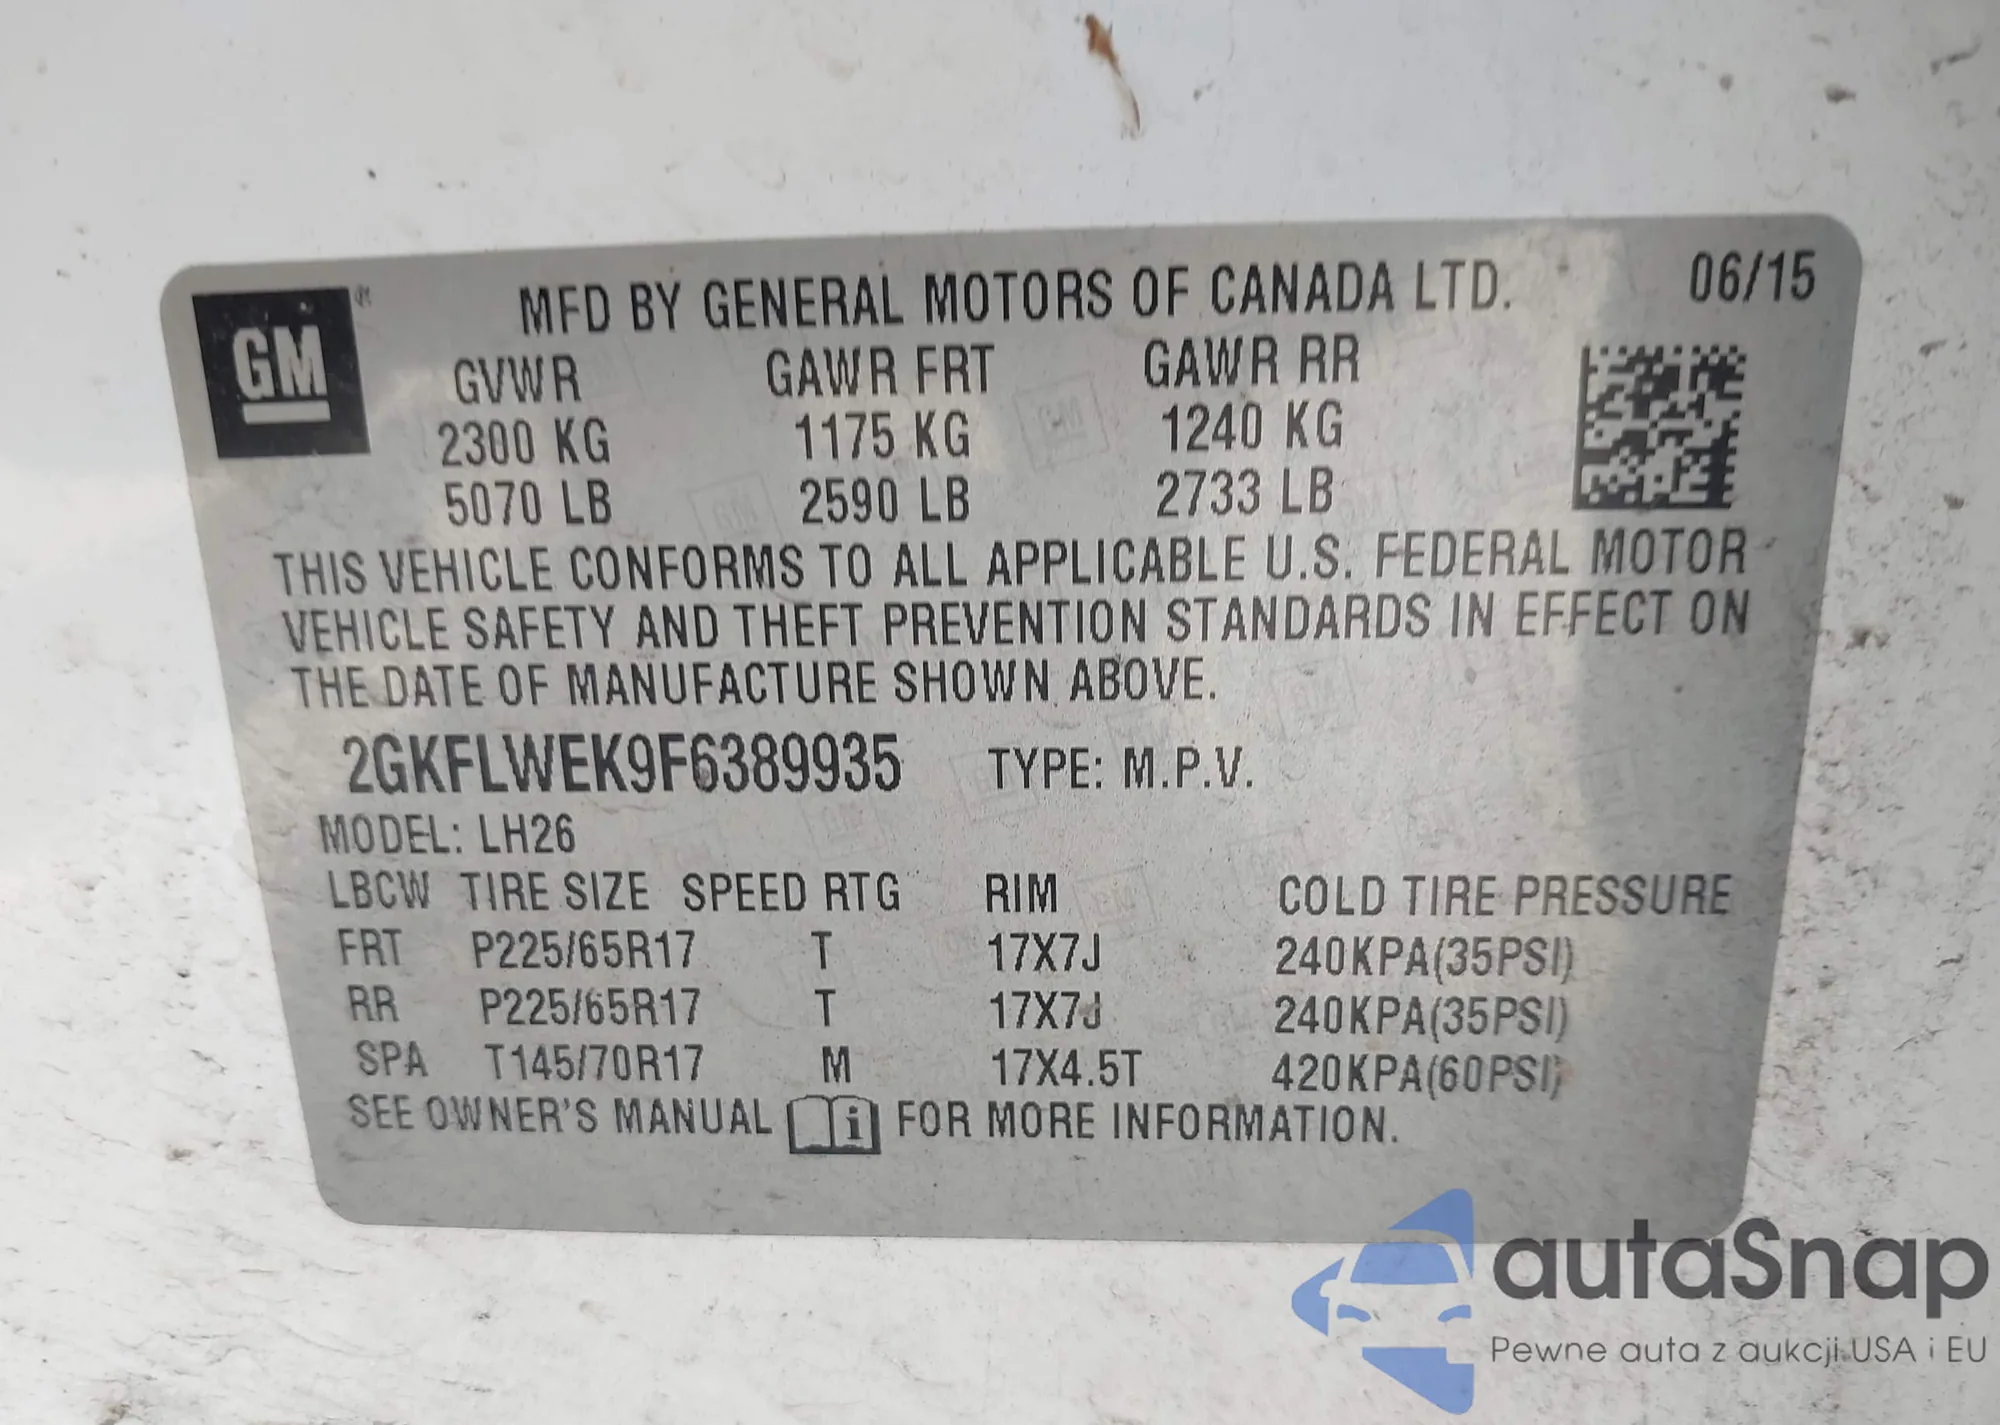 GM
MFD BY GENERAL MOTORS OF CANADA LTD. 06/15
GVWR GAWR FRT GAWR RR
2300 KG 1175 KG 1240 KG
5070 LB 2590 LB 2733 LB
THIS VEHICLE CONFORMS TO ALL APPLICABLE U.S. FEDERAL MOTOR
VEHICLE SAFETY AND THEFT PREVENTION STANDARDS IN EFFECT ON
THE DATE OF MANUFACTURE SHOWN ABOVE.
2GKFLWEK9F6389935 TYPE: M.P.V.
MODEL: LH26
LBCW TIRE SIZE SPEED RTG RIM COLD TIRE PRESSURE
FRT P225/65R17 T 17X7J 240KPA(35PSI)
RR P225/65R17 T 17X7J 240KPA(35PSI)
SPA T145/70R17 M 17X4.5T 420KPA(60PSI)
SEE OWNER'S MANUAL i FOR MORE INFORMATION.
autaSnap
Pewne auta z aukcji USA i EU